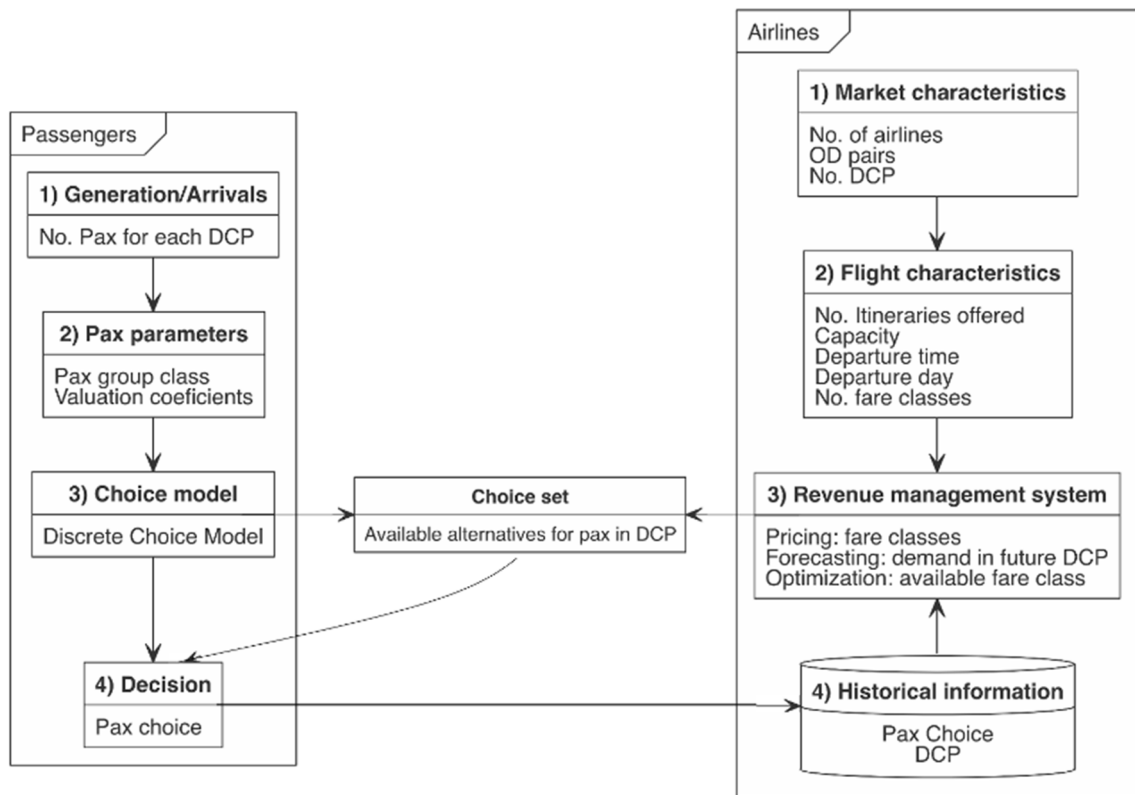 Passengers
1) Generation/Arrivals
No. Pax for each DCP
2) Pax parameters
Pax group class
Valuation coeficients
3) Choice model
Discrete Choice Model
4) Decision
Pax choice
Choice set
Available alternatives for pax in DCP
Airlines
1) Market characteristics
No. of airlines
OD pairs
No. DCP
2) Flight characteristics
No. Itineraries offered
Capacity
Departure time
Departure day
No. fare classes
3) Revenue management system
Pricing: fare classes
Forecasting: demand in future DCP
Optimization: available fare class
4) Historical information
Pax Choice
DCP